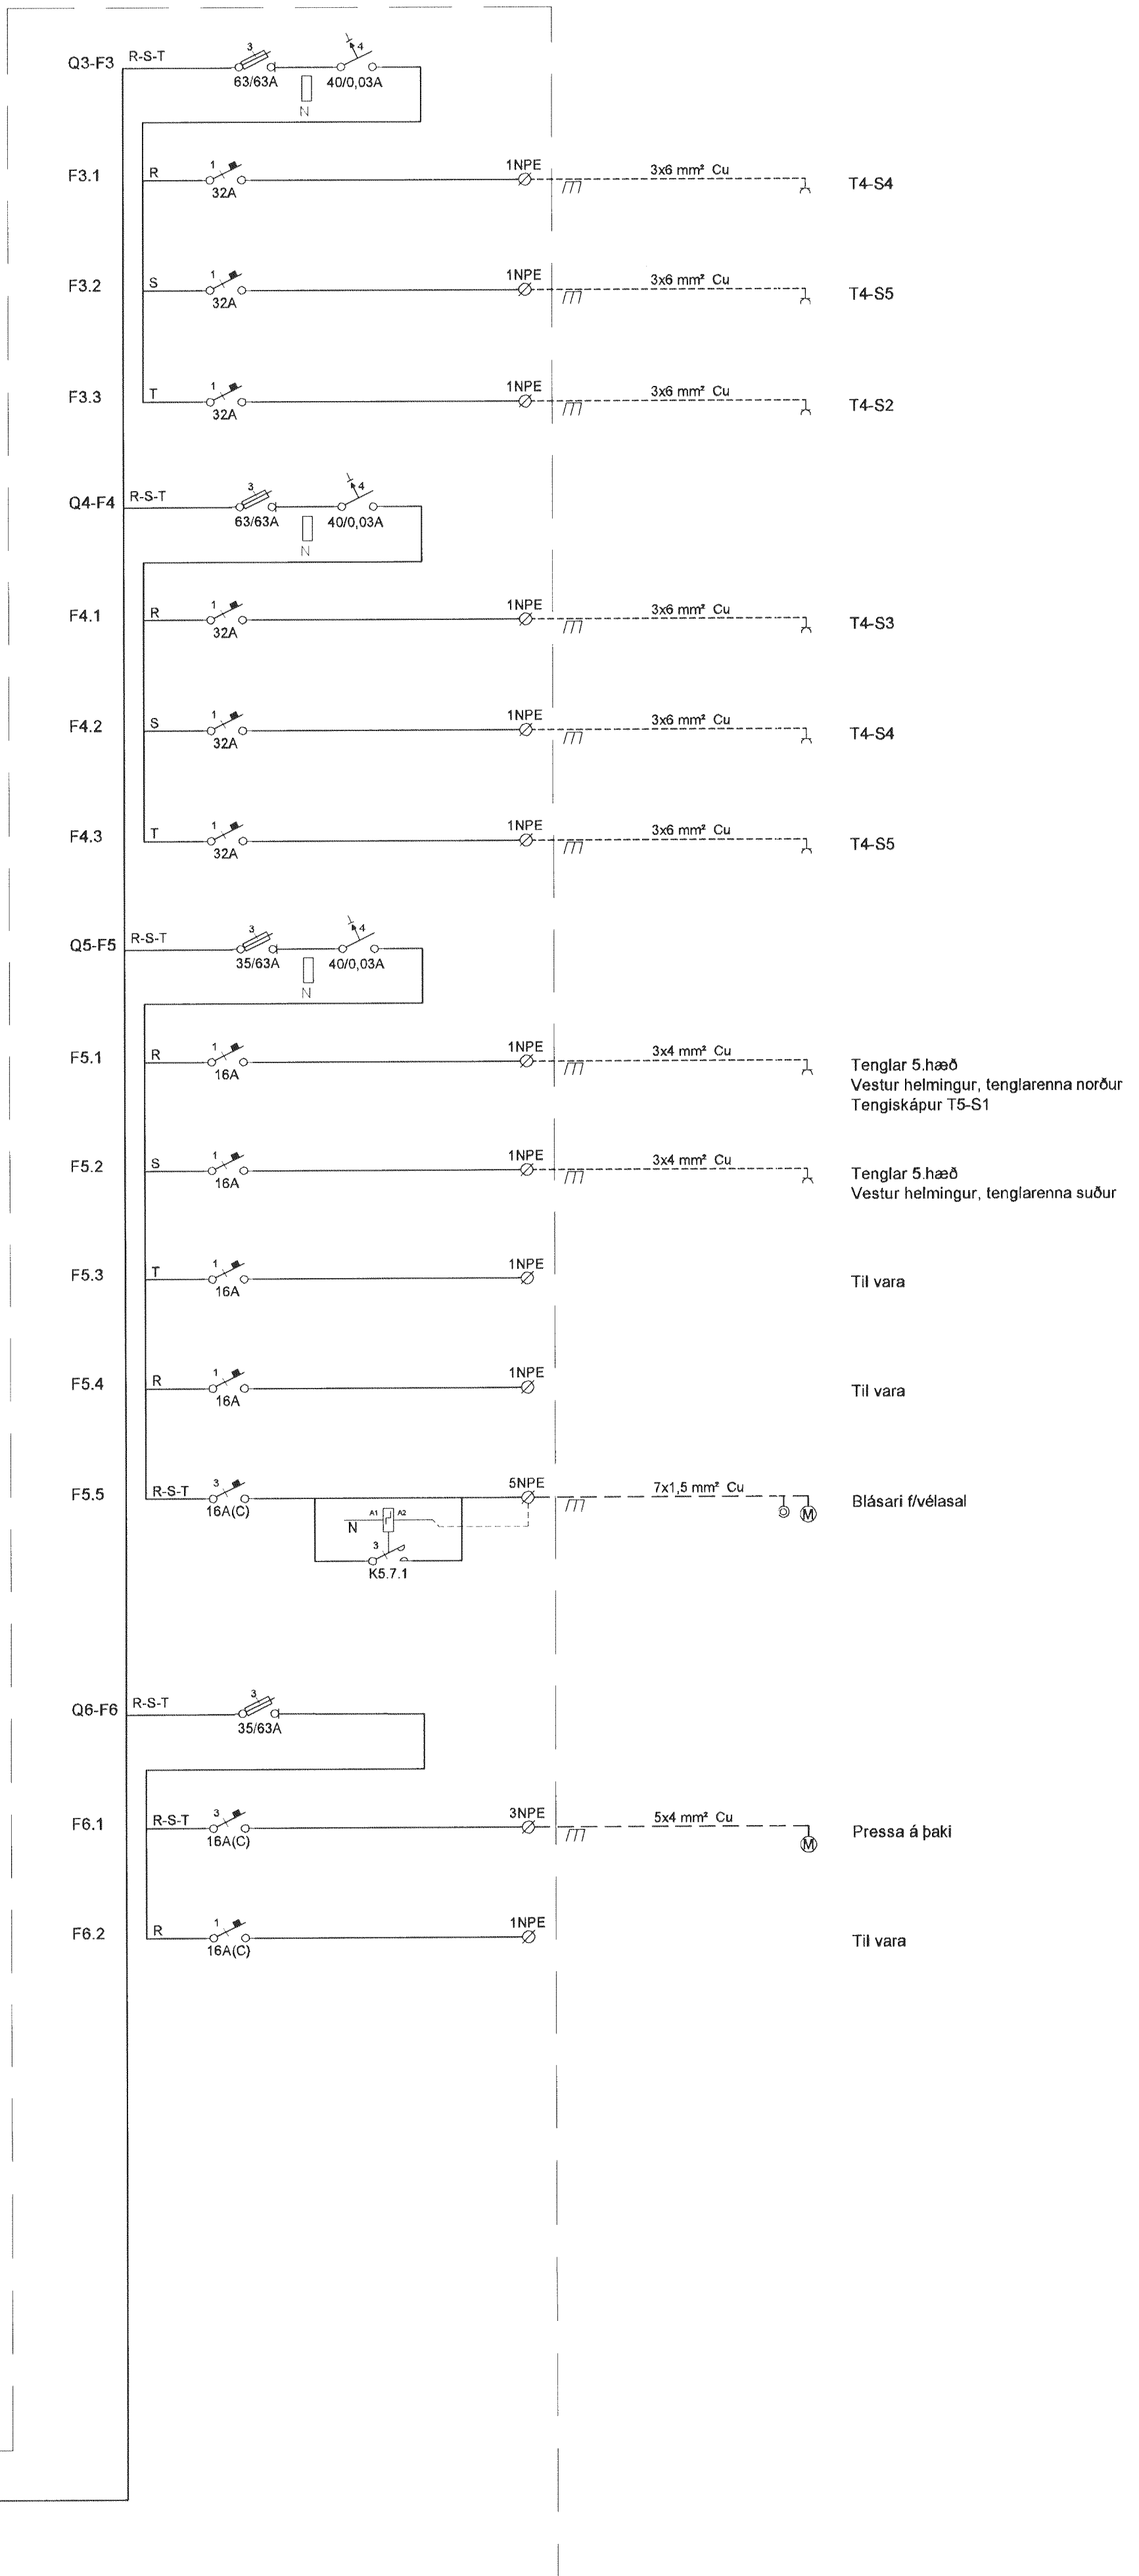 Q3-F3 R-S-T 3 4
63/63A 40/0,03A
N
F3.1 R 1 1NPE 3x6 mm² Cu T4-S4
32A
F3.2 S 1 1NPE 3x6 mm² Cu T4-S5
32A
F3.3 T 1 1NPE 3x6 mm² Cu T4-S2
32A
Q4-F4 R-S-T 3 4
63/63A 40/0,03A
N
F4.1 R 1 1NPE 3x6 mm² Cu T4-S3
32A
F4.2 S 1 1NPE 3x6 mm² Cu T4-S4
32A
F4.3 T 1 1NPE 3x6 mm² Cu T4-S5
32A
Q5-F5 R-S-T 3 4
35/63A 40/0,03A
N
F5.1 R 1 1NPE 3x4 mm² Cu Tenglar 5.hæð
16A Vestur helmingur, tenglarenna norður
Tengiskápur T5-S1
F5.2 S 1 1NPE 3x4 mm² Cu Tenglar 5.hæð
16A Vestur helmingur, tenglarenna suður
F5.3 T 1 1NPE Til vara
16A
F5.4 R 1 1NPE Til vara
16A
F5.5 R-S-T 3 5NPE 7x1,5 mm² Cu M Blásari f/vélasal
16A(C)
N A1 A2
3
K5.7.1
Q6-F6 R-S-T 3
35/63A
F6.1 R-S-T 3 3NPE 5x4 mm² Cu M Pressa á þaki
16A(C)
F6.2 R 1 1NPE Til vara
16A(C)